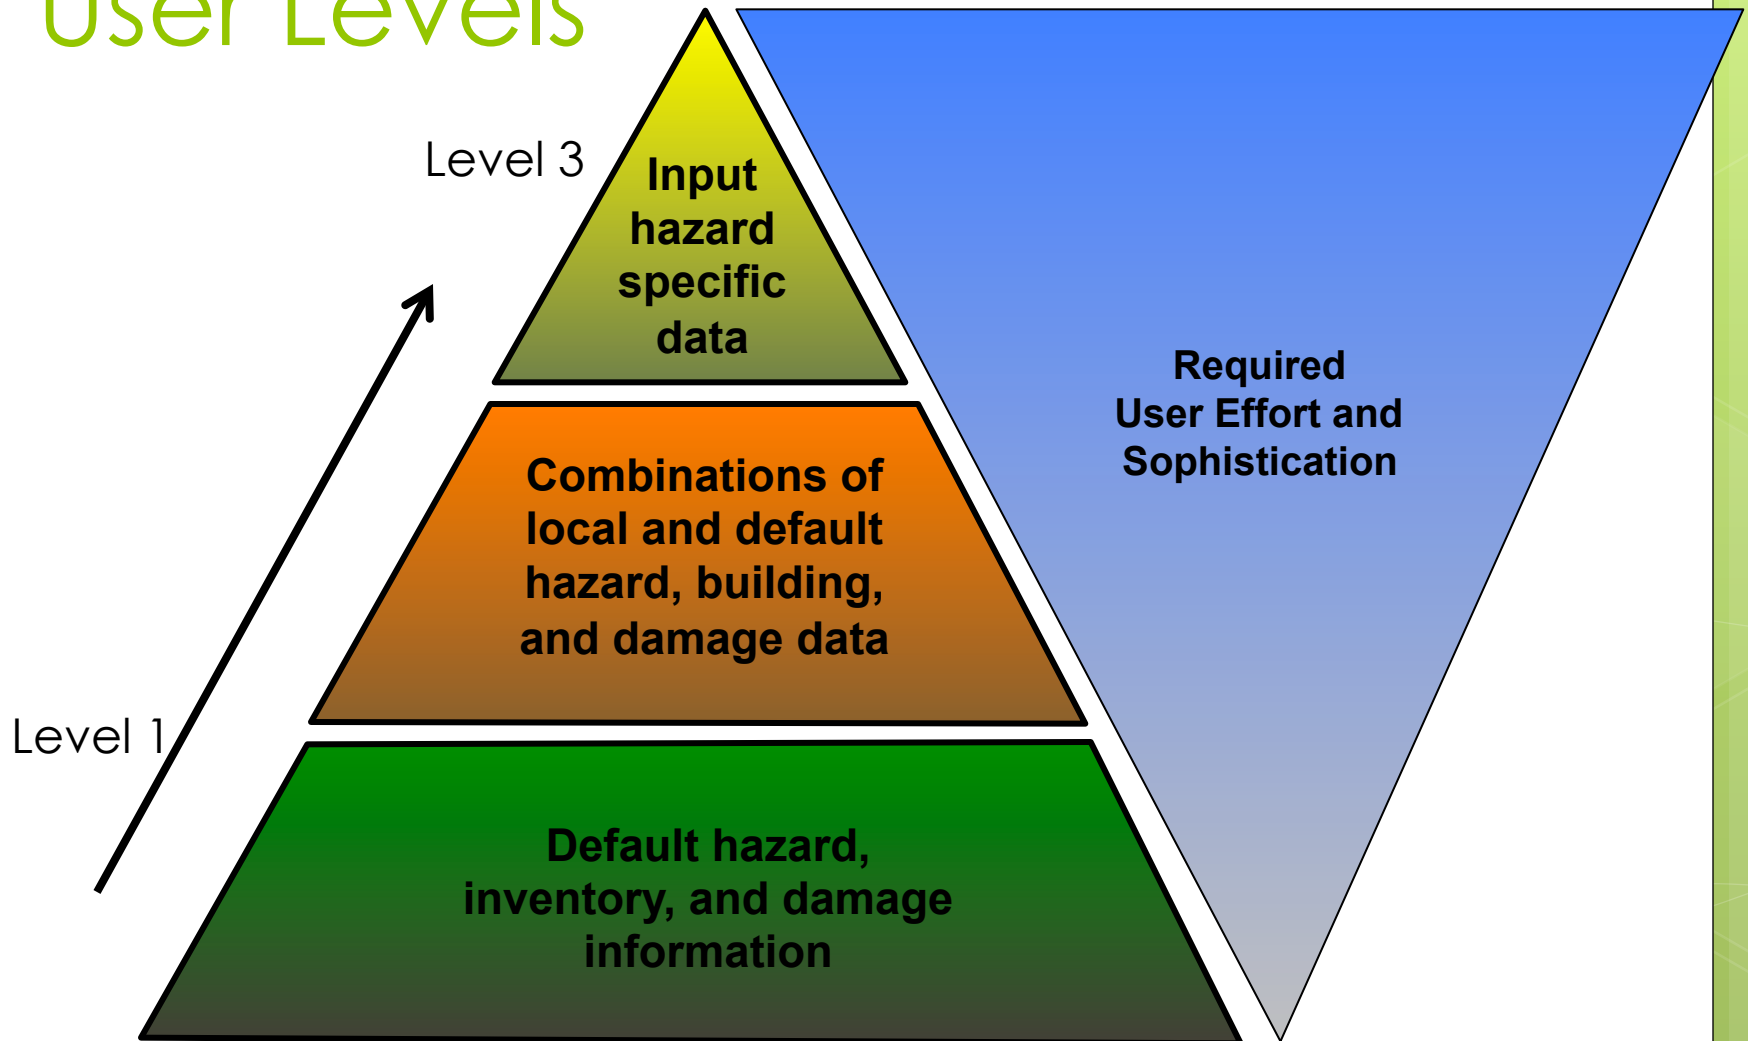 User Levels
Level 3
Input
hazard
specific
data
Required
User Effort and
Sophistication
Combinations of
local and default
hazard, building,
and damage data
Level 1
Default hazard,
inventory, and damage
information